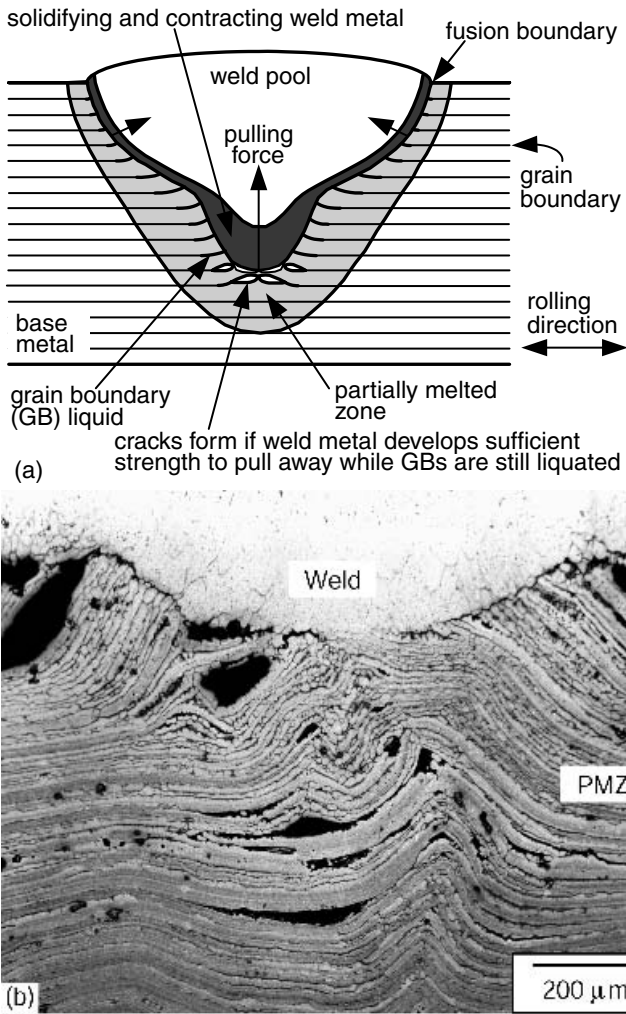 solidifying and contracting weld metal
fusion boundary
weld pool
pulling
force
grain
boundary
rolling
direction
base
metal
grain boundary
(GB) liquid
partially melted
zone
cracks form if weld metal develops sufficient
strength to pull away while GBs are still liquated
(a)
Weld
PMZ
(b)
200 μm